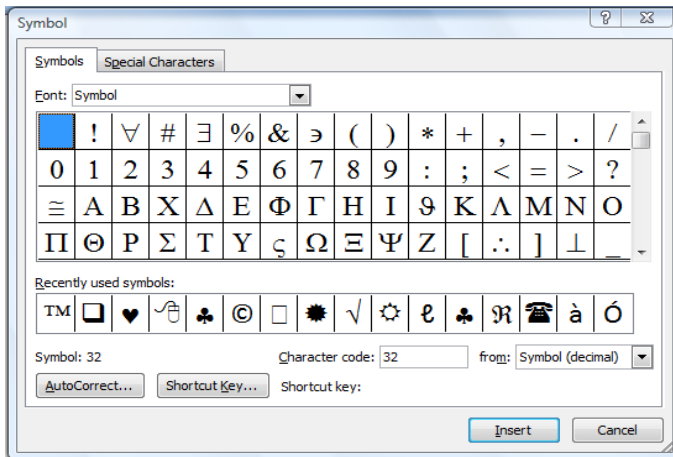 Symbol
Symbols Special Characters
Font: Symbol
! ∀ # ∃ % & ∍ ( ) * + , − . /
0 1 2 3 4 5 6 7 8 9 : ; < = > ?
≅ Α Β Χ Δ Ε Φ Γ Η Ι ϑ Κ Λ Μ Ν Ο
Π Θ Ρ Σ Τ Υ ς Ω Ξ Ψ Ζ [ ∴ ] ⊥ _
Recently used symbols:
™ ❑ ♥ 🖰 ♣ © □ ✹ √ ☼ ℓ ♣ ℜ ☎ à Ó
Symbol: 32 Character code: 32 from: Symbol (decimal)
AutoCorrect... Shortcut Key... Shortcut key:
Insert Cancel